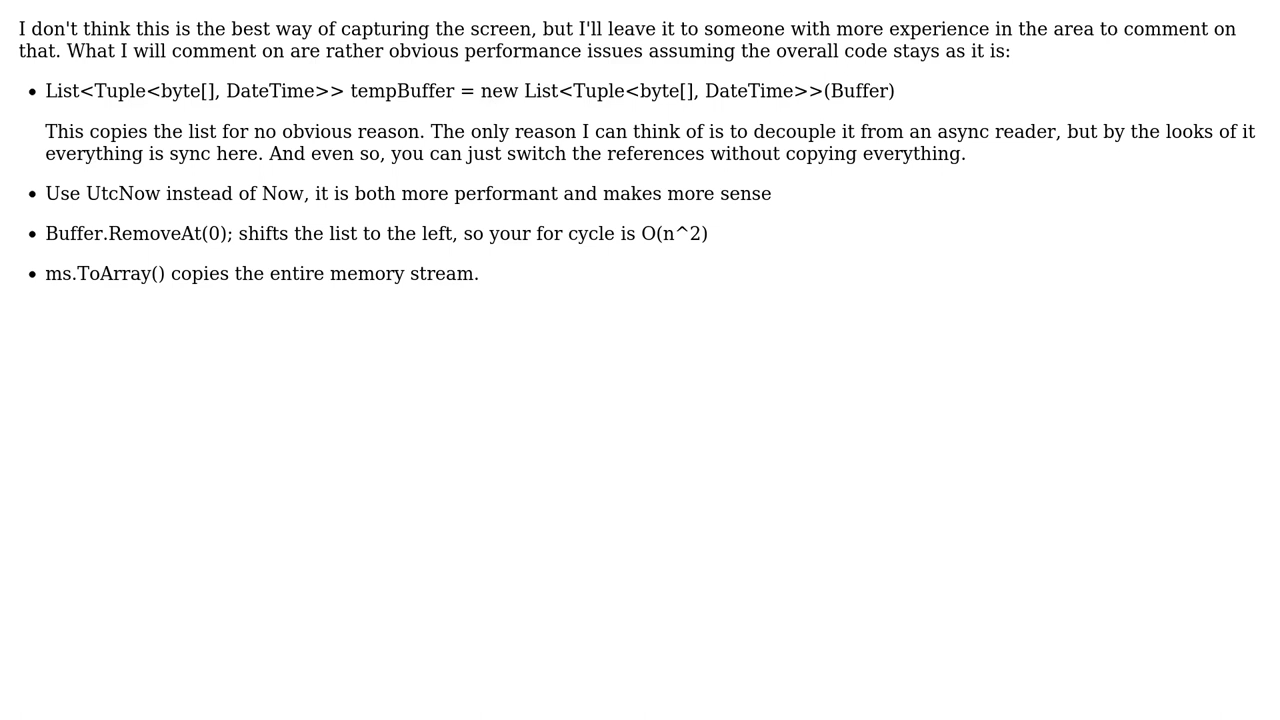 I don't think this is the best way of capturing the screen, but I'll leave it to someone with more experience in the area to comment on
that. What I will comment on are rather obvious performance issues assuming the overall code stays as it is:
• List<Tuple<byte[], DateTime>> tempBuffer = new List<Tuple<byte[], DateTime>>(Buffer)
This copies the list for no obvious reason. The only reason I can think of is to decouple it from an async reader, but by the looks of it
everything is sync here. And even so, you can just switch the references without copying everything.
• Use UtcNow instead of Now, it is both more performant and makes more sense
• Buffer.RemoveAt(0); shifts the list to the left, so your for cycle is O(n^2)
• ms.ToArray() copies the entire memory stream.